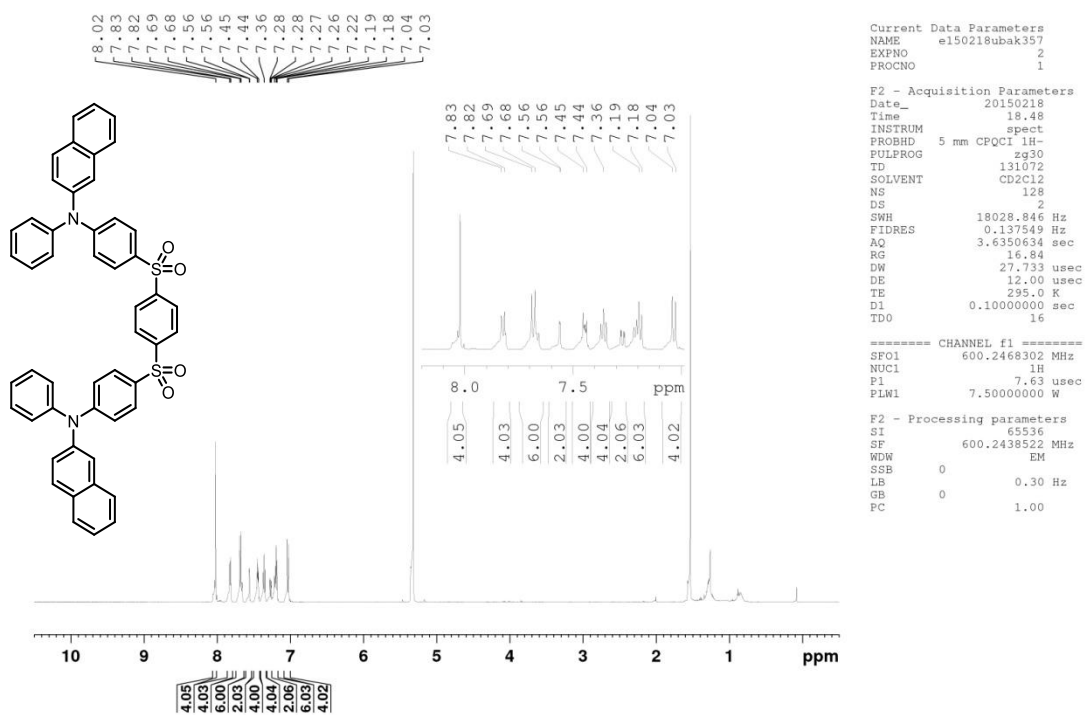 8.02
7.83
7.82
7.69
7.68
7.56
7.56
7.45
7.44
7.36
7.28
7.28
7.27
7.26
7.22
7.19
7.18
7.04
7.03
7.83
7.82
7.69
7.68
7.56
7.56
7.45
7.44
7.36
7.19
7.18
7.04
7.03
N
S
O
O
S
O
O
N
8.0 7.5 ppm
4.05
4.03
6.00
2.03
4.00
4.04
2.06
6.03
4.02
10 9 8 7 6 5 4 3 2 1 ppm
4.05
4.03
6.00
2.03
4.00
4.04
2.06
6.03
4.02
Current Data Parameters
NAME e150218ubak357
EXPNO 2
PROCNO 1
F2 - Acquisition Parameters
Date_ 20150218
Time 18.48
INSTRUM spect
PROBHD 5 mm CPQCI 1H-
PULPROG zg30
TD 131072
SOLVENT CD2Cl2
NS 128
DS 2
SWH 18028.846 Hz
FIDRES 0.137549 Hz
AQ 3.6350634 sec
RG 16.84
DW 27.733 usec
DE 12.00 usec
TE 295.0 K
D1 0.10000000 sec
TD0 16
======== CHANNEL f1 ========
SFO1 600.2468302 MHz
NUC1 1H
P1 7.63 usec
PLW1 7.50000000 W
F2 - Processing parameters
SI 65536
SF 600.2438522 MHz
WDW EM
SSB 0
LB 0.30 Hz
GB 0
PC 1.00